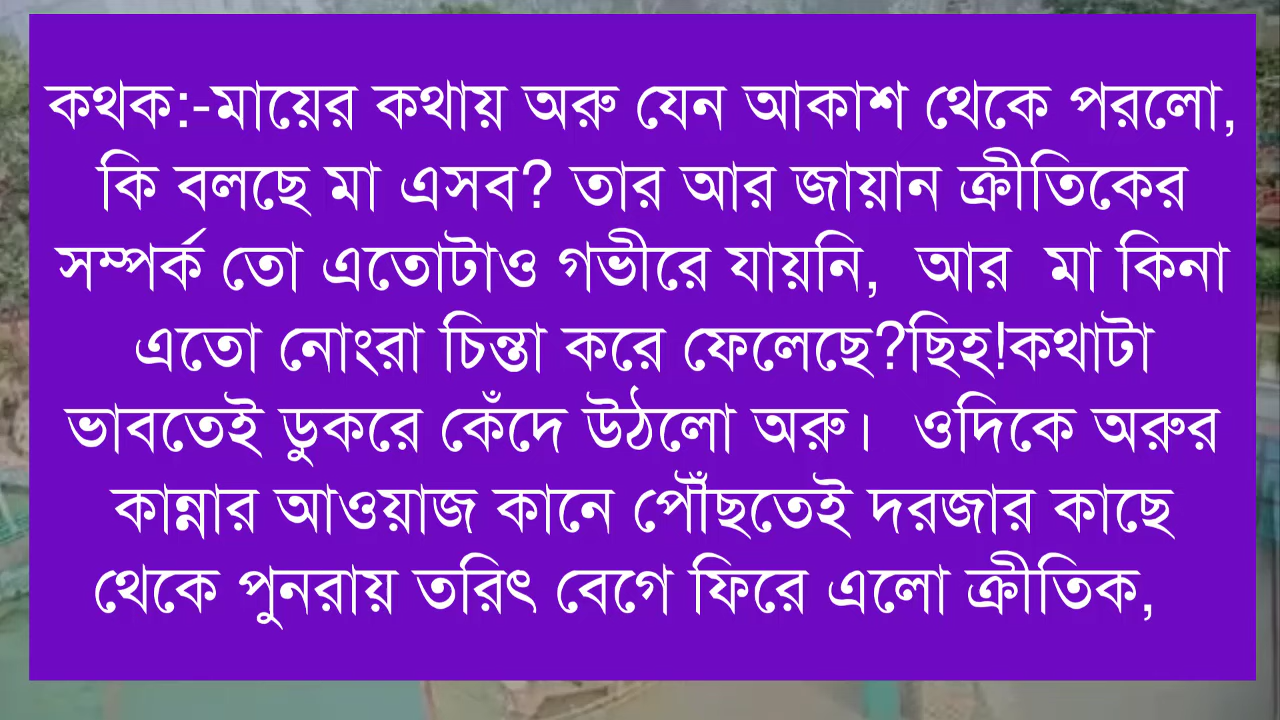 কথক:-মায়ের কথায় অরু যেন আকাশ থেকে পরলো,
কি বলছে মা এসব? তার আর জায়ান ক্রীতিকের
সম্পর্ক তো এতোটাও গভীরে যায়নি, আর মা কিনা
এতো নোংরা চিন্তা করে ফেলেছে?ছিহ!কথাটা
ভাবতেই ডুকরে কেঁদে উঠলো অরু। ওদিকে অরুর
কান্নার আওয়াজ কানে পৌঁছতেই দরজার কাছে
থেকে পুনরায় তরিৎ বেগে ফিরে এলো ক্রীতিক,